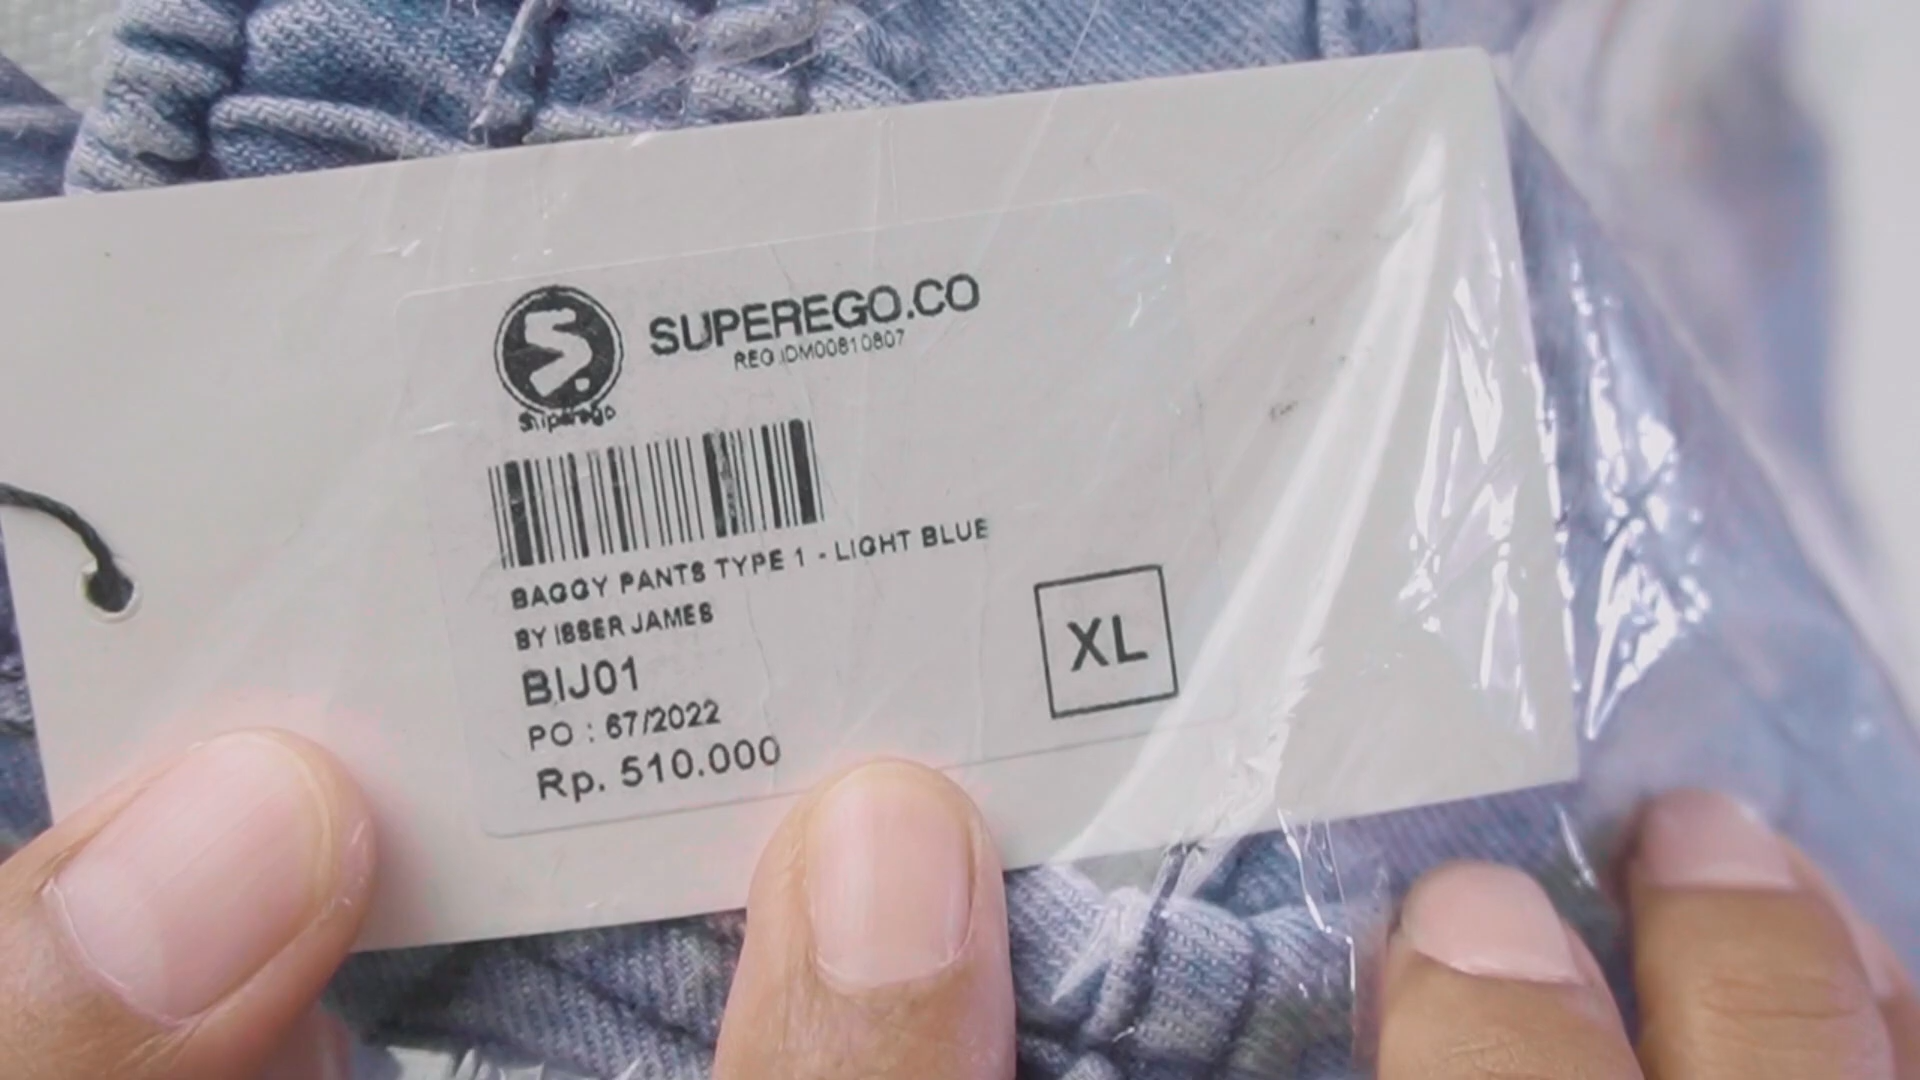 SUPEREGO.CO
REG.IDM00810807
Superego
BAGGY PANTS TYPE 1 - LIGHT BLUE
BY ISSER JAMES
BIJ01
XL
PO : 67/2022
Rp. 510.000